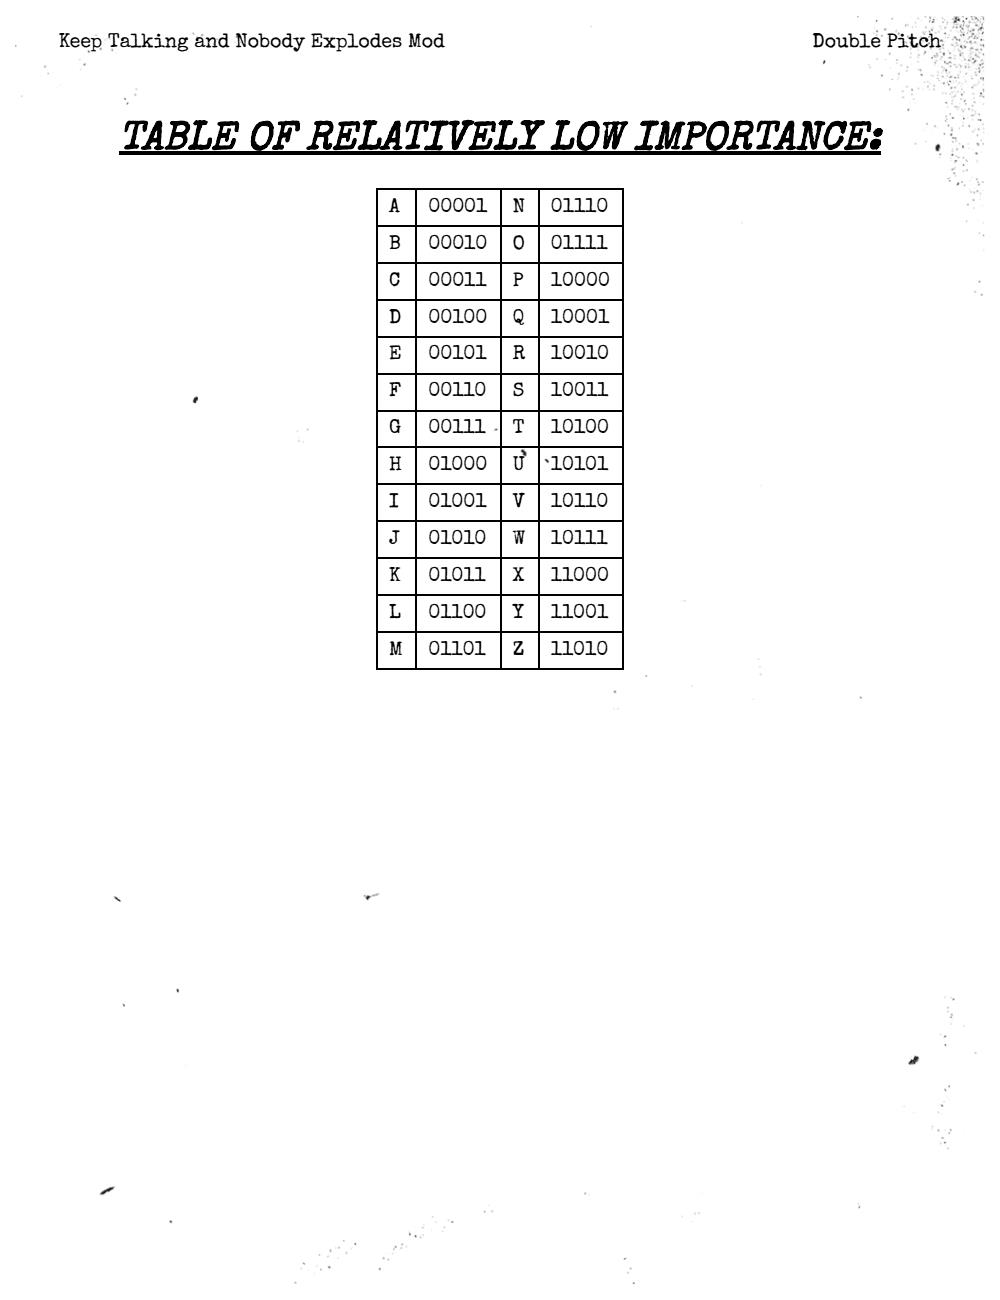 Keep Talking and Nobody Explodes Mod Double Pitch
TABLE OF RELATIVELY LOW IMPORTANCE:
A 00001 N 01110
B 00010 O 01111
C 00011 P 10000
D 00100 Q 10001
E 00101 R 10010
F 00110 S 10011
G 00111 T 10100
H 01000 U 10101
I 01001 V 10110
J 01010 W 10111
K 01011 X 11000
L 01100 Y 11001
M 01101 Z 11010